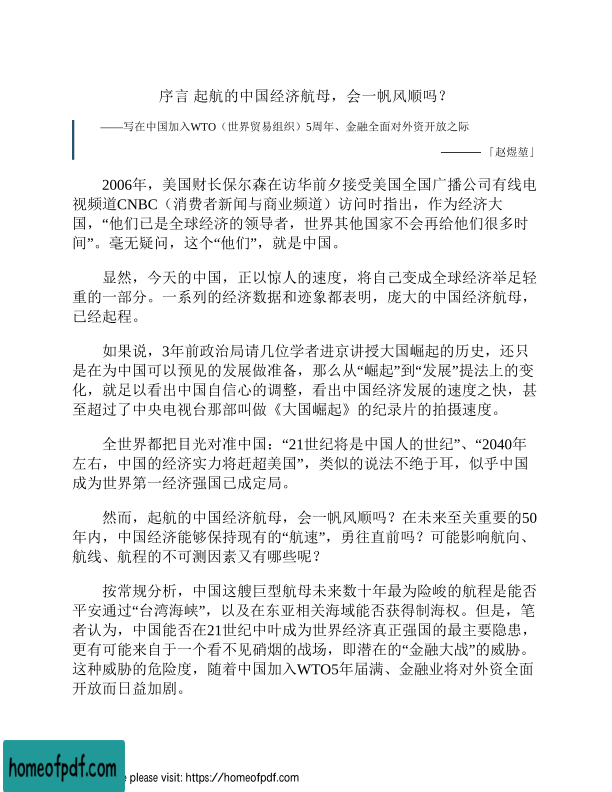 序言 起航的中国经济航母，会一帆风顺吗？
——写在中国加入WTO（世界贸易组织）5周年、金融全面对外资开放之际
———「赵煜堃」
2006年，美国财长保尔森在访华前夕接受美国全国广播公司有线电
视频道CNBC（消费者新闻与商业频道）访问时指出，作为经济大
国，“他们已是全球经济的领导者，世界其他国家不会再给他们很多时
间”。毫无疑问，这个“他们”，就是中国。
显然，今天的中国，正以惊人的速度，将自己变成全球经济举足轻
重的一部分。一系列的经济数据和迹象都表明，庞大的中国经济航母，
已经起程。
如果说，3年前政治局请几位学者进京讲授大国崛起的历史，还只
是在为中国可以预见的发展做准备，那么从“崛起”到“发展”提法上的变
化，就足以看出中国自信心的调整，看出中国经济发展的速度之快，甚
至超过了中央电视台那部叫做《大国崛起》的纪录片的拍摄速度。
全世界都把目光对准中国：“21世纪将是中国人的世纪”、“2040年
左右，中国的经济实力将赶超美国”，类似的说法不绝于耳，似乎中国
成为世界第一经济强国已成定局。
然而，起航的中国经济航母，会一帆风顺吗？在未来至关重要的50
年内，中国经济能够保持现有的“航速”，勇往直前吗？可能影响航向、
航线、航程的不可测因素又有哪些呢？
按常规分析，中国这艘巨型航母未来数十年最为险峻的航程是能否
平安通过“台湾海峡”，以及在东亚相关海域能否获得制海权。但是，笔
者认为，中国能否在21世纪中叶成为世界经济真正强国的最主要隐患，
更有可能来自于一个看不见硝烟的战场，即潜在的“金融大战”的威胁。
这种威胁的危险度，随着中国加入WTO5年届满、金融业将对外资全面
开放而日益加剧。
homeofpdf.com
please visit: https://homeofpdf.com